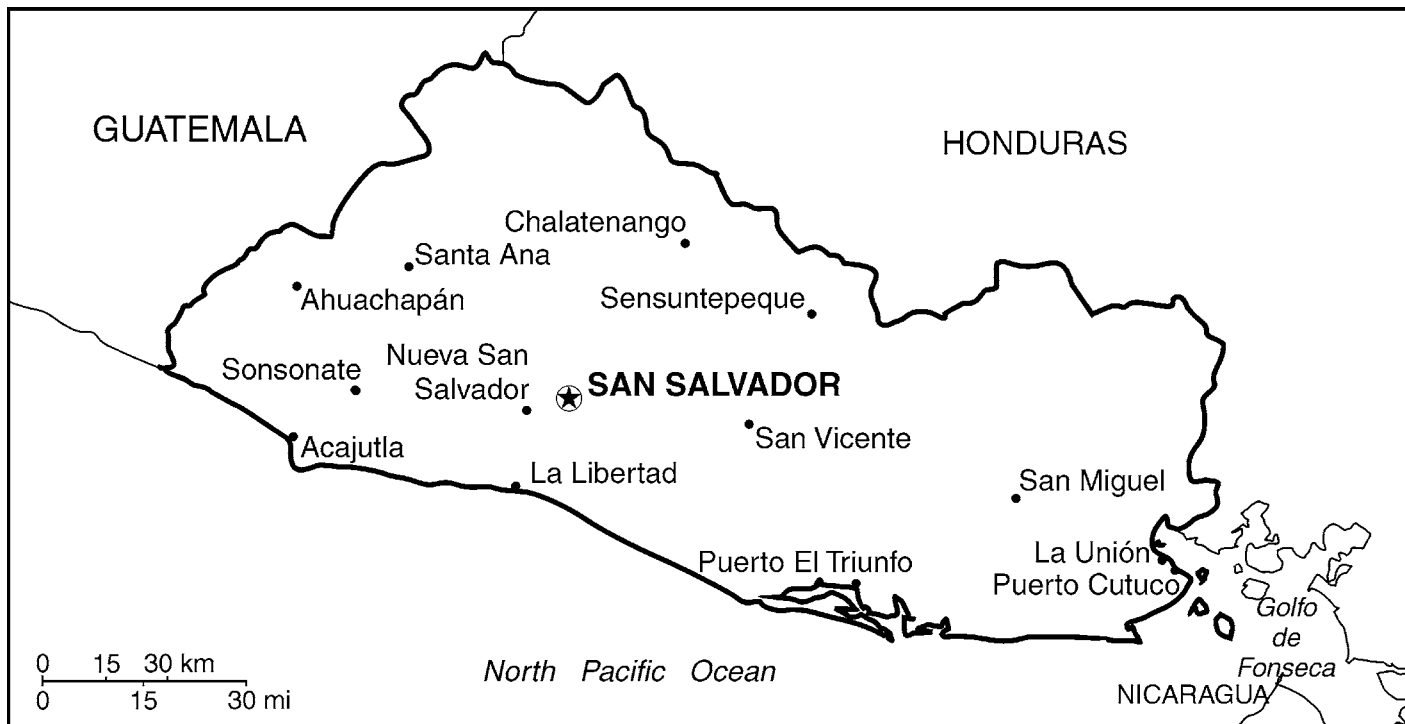 GUATEMALA
HONDURAS
Chalatenango
Santa Ana
Ahuachapán
Sensuntepeque
Nueva San
Salvador
Sonsonate
SAN SALVADOR
San Vicente
Acajutla
La Libertad
San Miguel
La Unión
Puerto El Triunfo
Puerto Cutuco
Golfo
de
Fonseca
North Pacific Ocean
NICARAGUA
0 15 30 km
0 15 30 mi